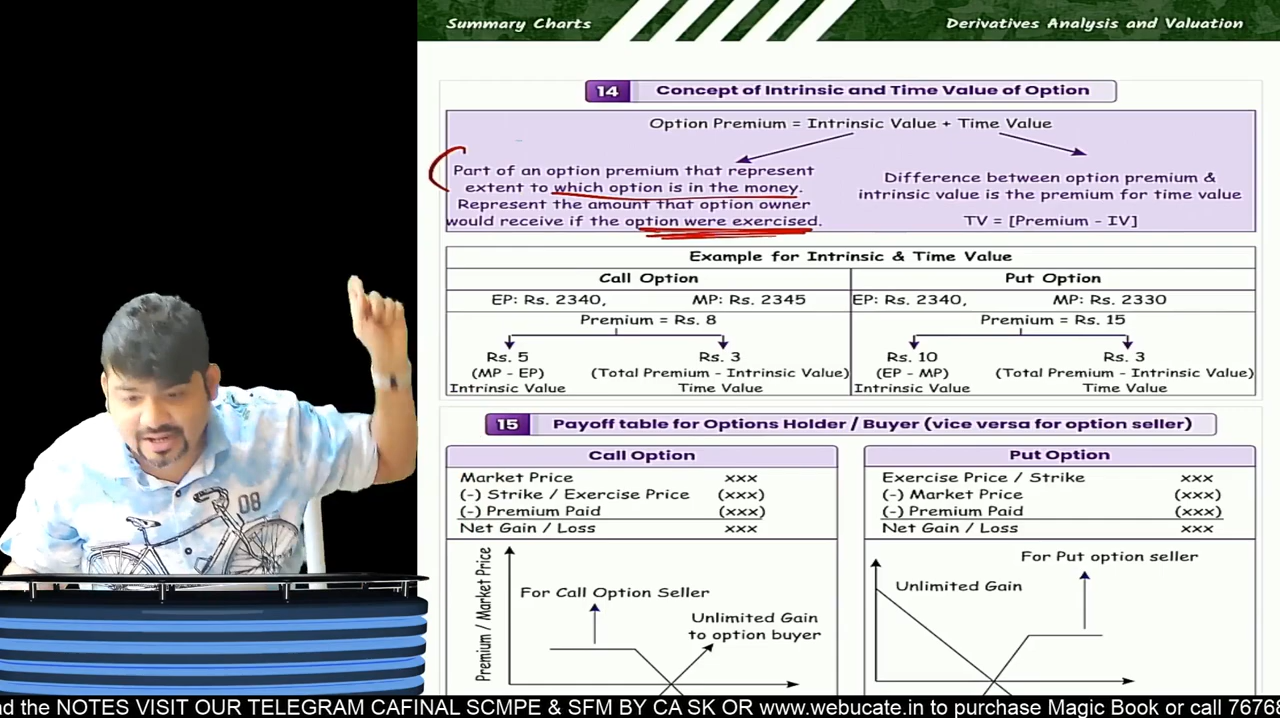 Summary Charts
Derivatives Analysis and Valuation
14 Concept of Intrinsic and Time Value of Option
Option Premium = Intrinsic Value + Time Value
Part of an option premium that represent
extent to which option is in the money.
Represent the amount that option owner
would receive if the option were exercised.
Difference between option premium &
intrinsic value is the premium for time value
TV = [Premium - IV]
Example for Intrinsic & Time Value
Call Option
Put Option
EP: Rs. 2340, MP: Rs. 2345
EP: Rs. 2340, MP: Rs. 2330
Premium = Rs. 8
Premium = Rs. 15
Rs. 5
(MP - EP)
Intrinsic Value
Rs. 3
(Total Premium - Intrinsic Value)
Time Value
Rs. 10
(EP - MP)
Intrinsic Value
Rs. 3
(Total Premium - Intrinsic Value)
Time Value
15 Payoff table for Options Holder / Buyer (vice versa for option seller)
Call Option
Market Price xxx
(-) Strike / Exercise Price (xxx)
(-) Premium Paid (xxx)
Net Gain / Loss xxx
Put Option
Exercise Price / Strike xxx
(-) Market Price (xxx)
(-) Premium Paid (xxx)
Net Gain / Loss xxx
Premium / Market Price
For Call Option Seller
Unlimited Gain
to option buyer
For Put option seller
Unlimited Gain
08
nd the NOTES VISIT OUR TELEGRAM CAFINAL SCMPE & SFM BY CA SK OR www.webucate.in to purchase Magic Book or call 7676